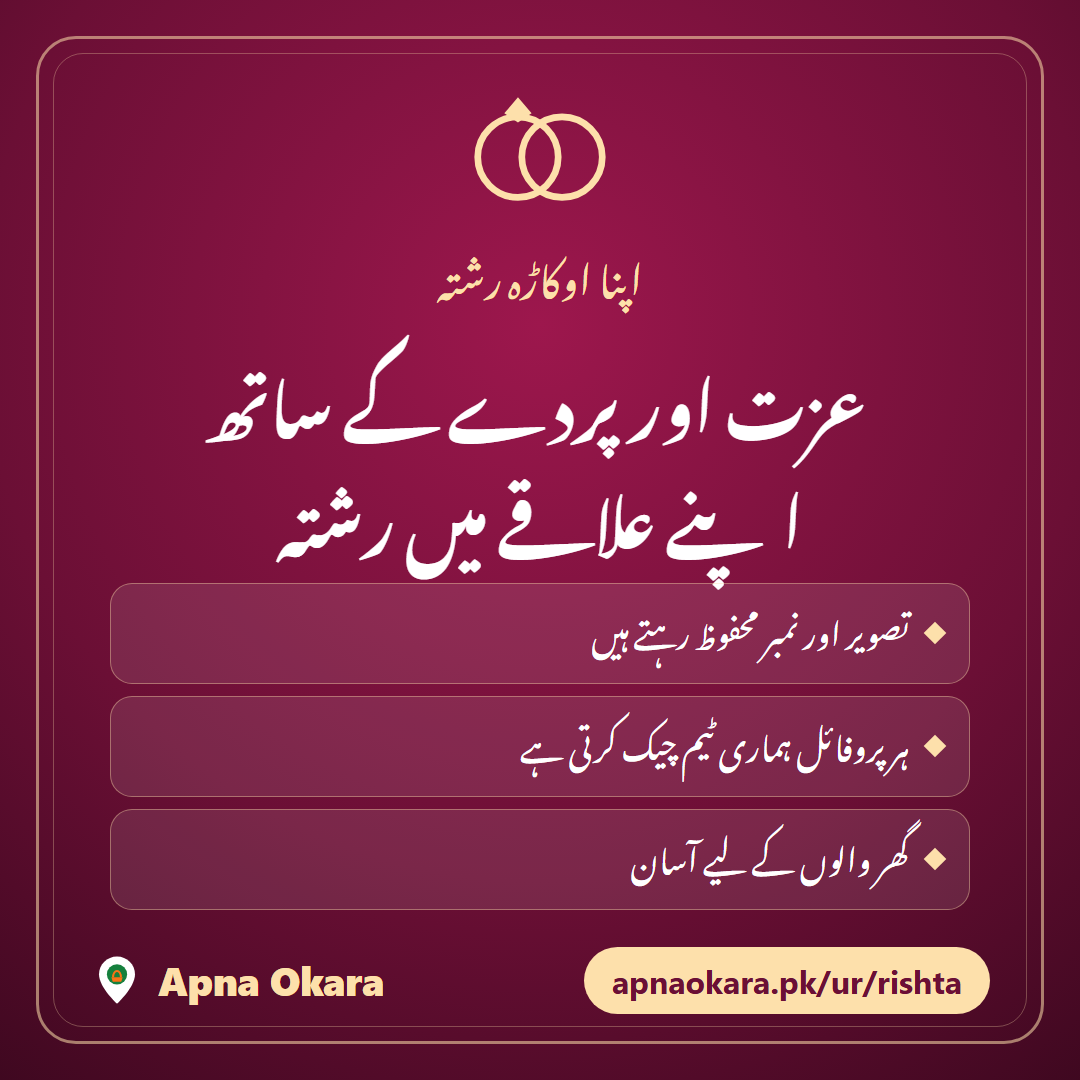 اپنا اوکاڑہ رشتہ
عزت اور پردے کے ساتھ
اپنے علاقے میں رشتہ
تصویر اور نمبر محفوظ رہتے ہیں
ہر پروفائل ہماری ٹیم چیک کرتی ہے
گھر والوں کے لیے آسان
Apna Okara
apnaokara.pk/ur/rishta